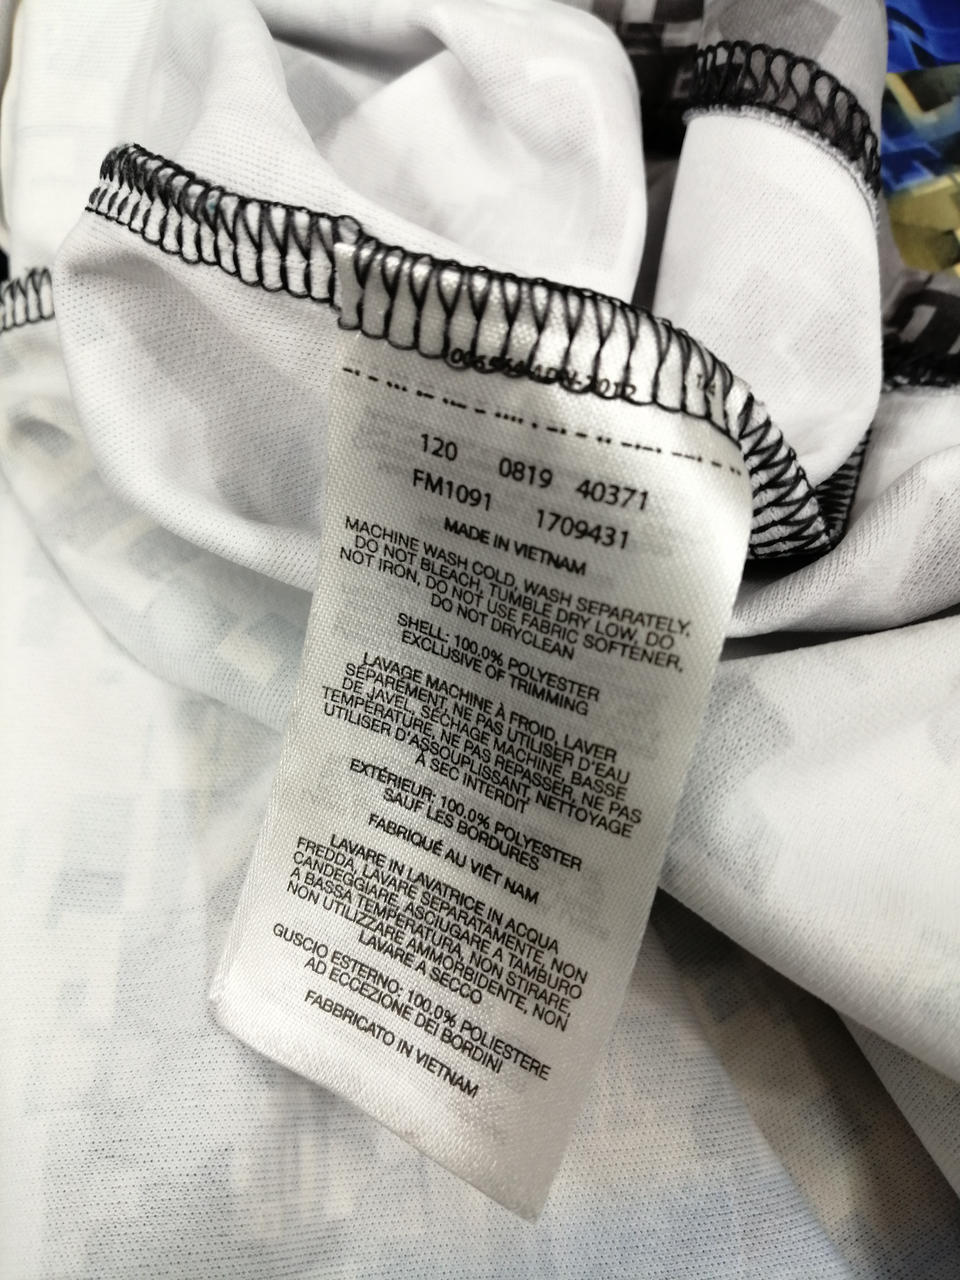 120 0819 40371
FM1091 1709431
MADE IN VIETNAM
MACHINE WASH COLD, WASH SEPARATELY,
DO NOT BLEACH, TUMBLE DRY LOW, DO
NOT IRON, DO NOT USE FABRIC SOFTENER,
DO NOT DRYCLEAN
SHELL: 100.0% POLYESTER
EXCLUSIVE OF TRIMMING
LAVAGE MACHINE À FROID, LAVER
SÉPARÉMENT, NE PAS UTILISER D'EAU
DE JAVEL, SÉCHAGE MACHINE, BASSE
TEMPÉRATURE, NE PAS REPASSER, NE PAS
UTILISER D'ASSOUPLISSANT, NETTOYAGE
À SEC INTERDIT
EXTÉRIEUR: 100.0% POLYESTER
SAUF LES BORDURES
FABRIQUÉ AU VIÊT NAM
LAVARE IN LAVATRICE IN ACQUA
FREDDA, LAVARE SEPARATAMENTE, NON
CANDEGGIARE, ASCIUGARE A TAMBURO
A BASSA TEMPERATURA, NON STIRARE,
NON UTILIZZARE AMMORBIDENTE, NON
LAVARE A SECCO
GUSCIO ESTERNO: 100.0% POLIESTERE
AD ECCEZIONE DEI BORDINI
FABBRICATO IN VIETNAM